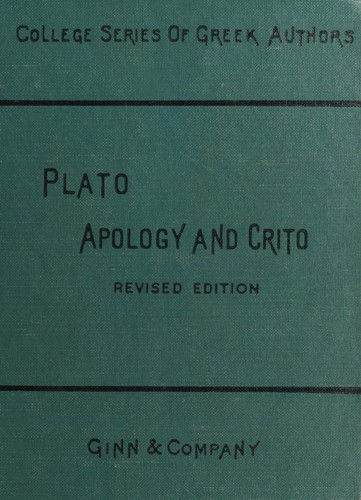 COLLEGE SERIES OF GREEK AUTHORS
PLATO
APOLOGY AND CRITO
REVISED EDITION
GINN & COMPANY